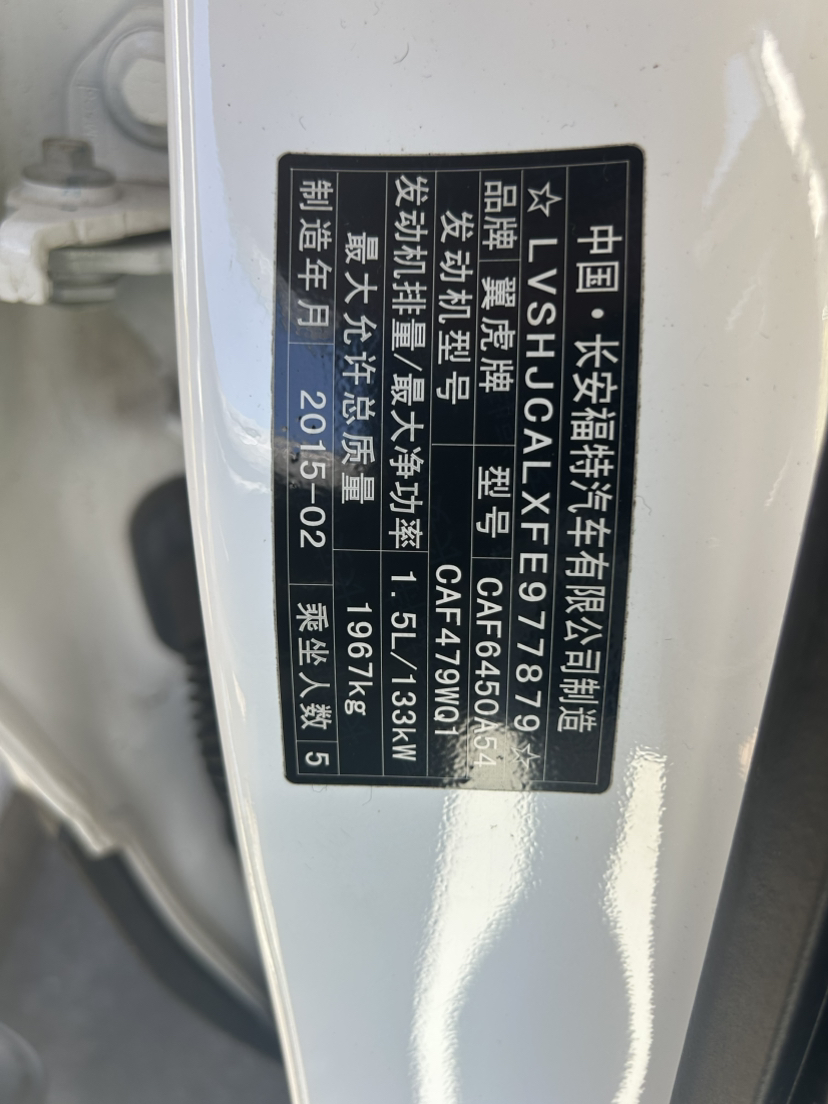 中国·长安福特汽车有限公司制造
☆LVSHJCALXFE977879☆
品牌 翼虎牌 型号 CAF6450A54
发动机型号 CAF479WQ1
发动机排量/最大净功率 1.5L/133kW
最大允许总质量 1967kg
制造年月 2015-02 乘坐人数 5